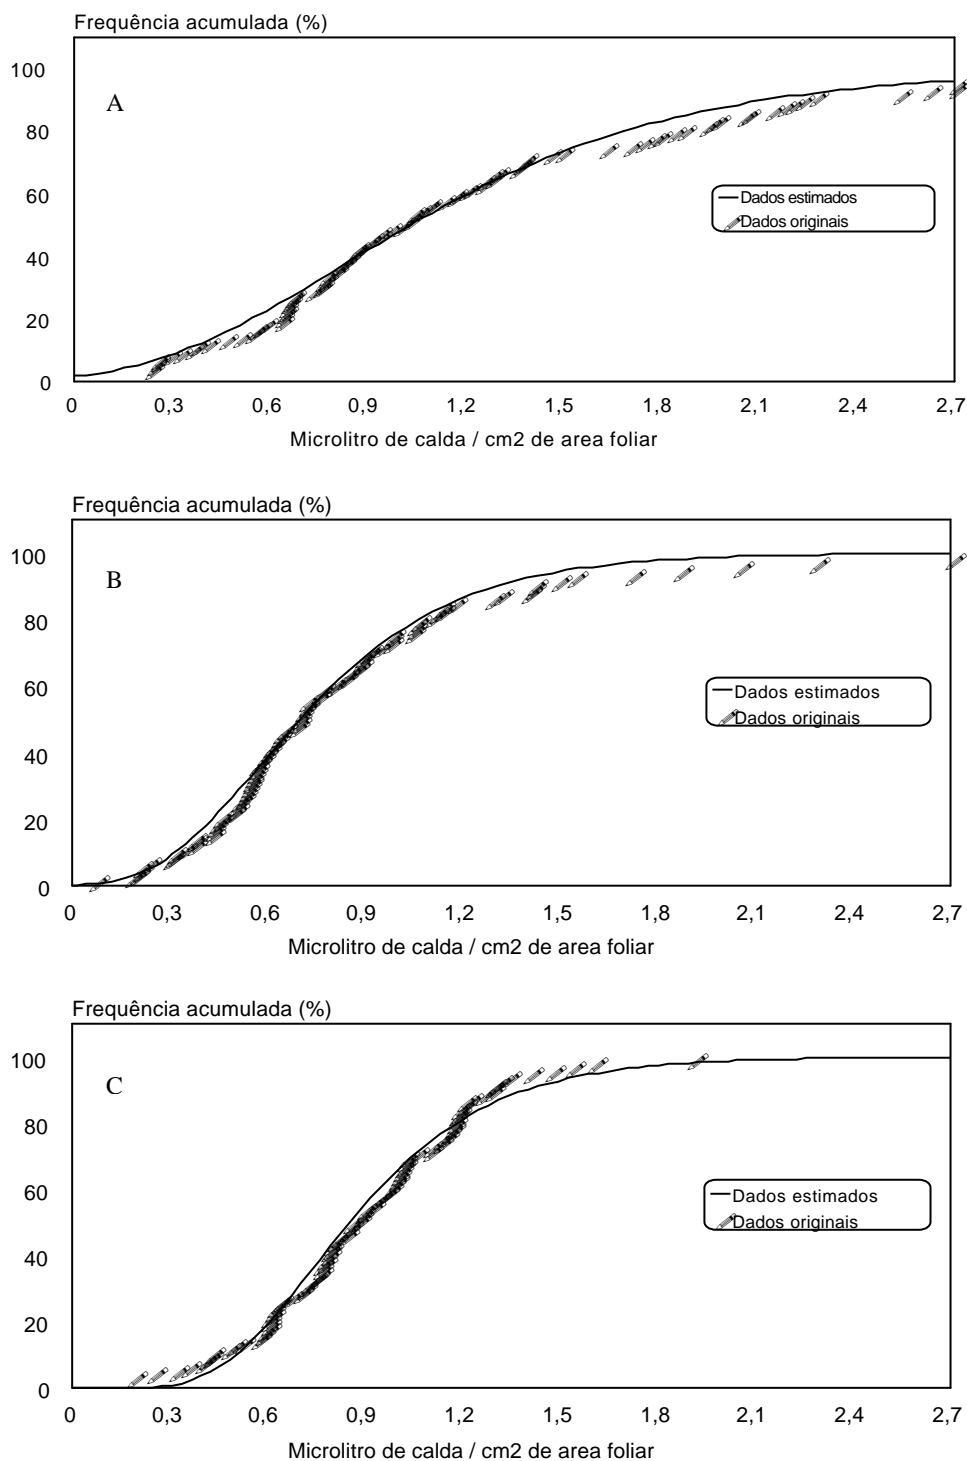 Frequência acumulada (%)
100
A
80
60
Dados estimados
Dados originais
40
20
0
0 0,3 0,6 0,9 1,2 1,5 1,8 2,1 2,4 2,7
Microlitro de calda / cm2 de area foliar
Frequência acumulada (%)
100
B
80
60
Dados estimados
Dados originais
40
20
0
0 0,3 0,6 0,9 1,2 1,5 1,8 2,1 2,4 2,7
Microlitro de calda / cm2 de area foliar
Frequência acumulada (%)
100
C
80
60
Dados estimados
Dados originais
40
20
0
0 0,3 0,6 0,9 1,2 1,5 1,8 2,1 2,4 2,7
Microlitro de calda / cm2 de area foliar